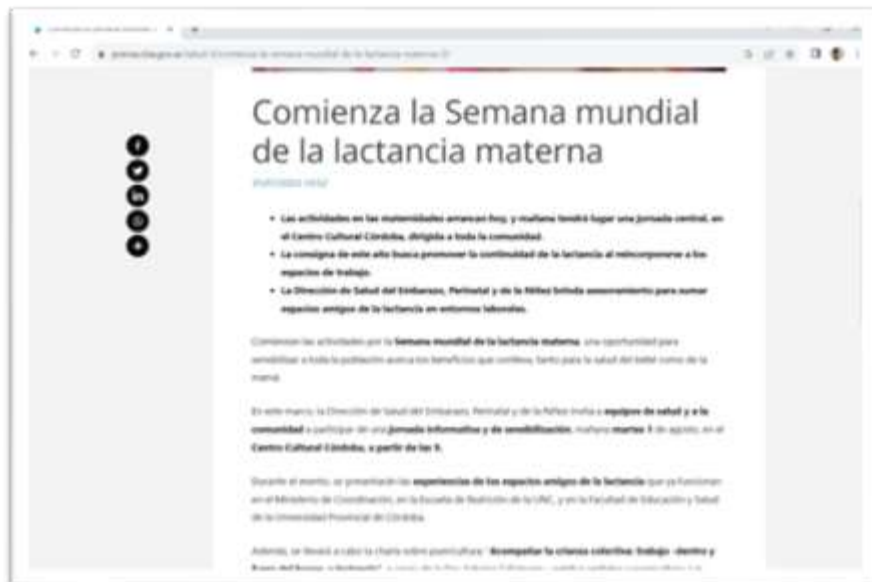 Comienza la Semana mundial
de la lactancia materna
• Las actividades en las maternidades arrancan hoy, y mañana tendrá lugar una jornada central, en
el Centro Cultural Córdoba, dirigida a toda la comunidad.
• La consigna de este año busca promover la continuidad de la lactancia al reincorporarse a los
espacios de trabajo.
• La Dirección de Salud del Embarazo, Perinatal y de la Niñez brinda asesoramiento para sumar
espacios amigos de la lactancia en entornos laborales.
Comienzan las actividades por la Semana mundial de la lactancia materna, una oportunidad para
sensibilizar a toda la población acerca los beneficios que conlleva, tanto para la salud del bebé como de la
mamá.
En este marco, la Dirección de Salud del Embarazo, Perinatal y de la Niñez invita a equipos de salud y a la
comunidad a participar de una jornada informativa y de sensibilización, mañana martes 1 de agosto, en el
Centro Cultural Córdoba, a partir de las 9.
Durante el evento, se presentarán las experiencias de los espacios amigos de la lactancia que ya funcionan
en el Ministerio de Coordinación, en la Escuela de Nutrición de la UNC, y en la Facultad de Educación y Salud
de la Universidad Provincial de Córdoba.
Además, se llevará a cabo la charla sobre puericultura: "Acompañar la crianza colectiva: trabajo -dentro y